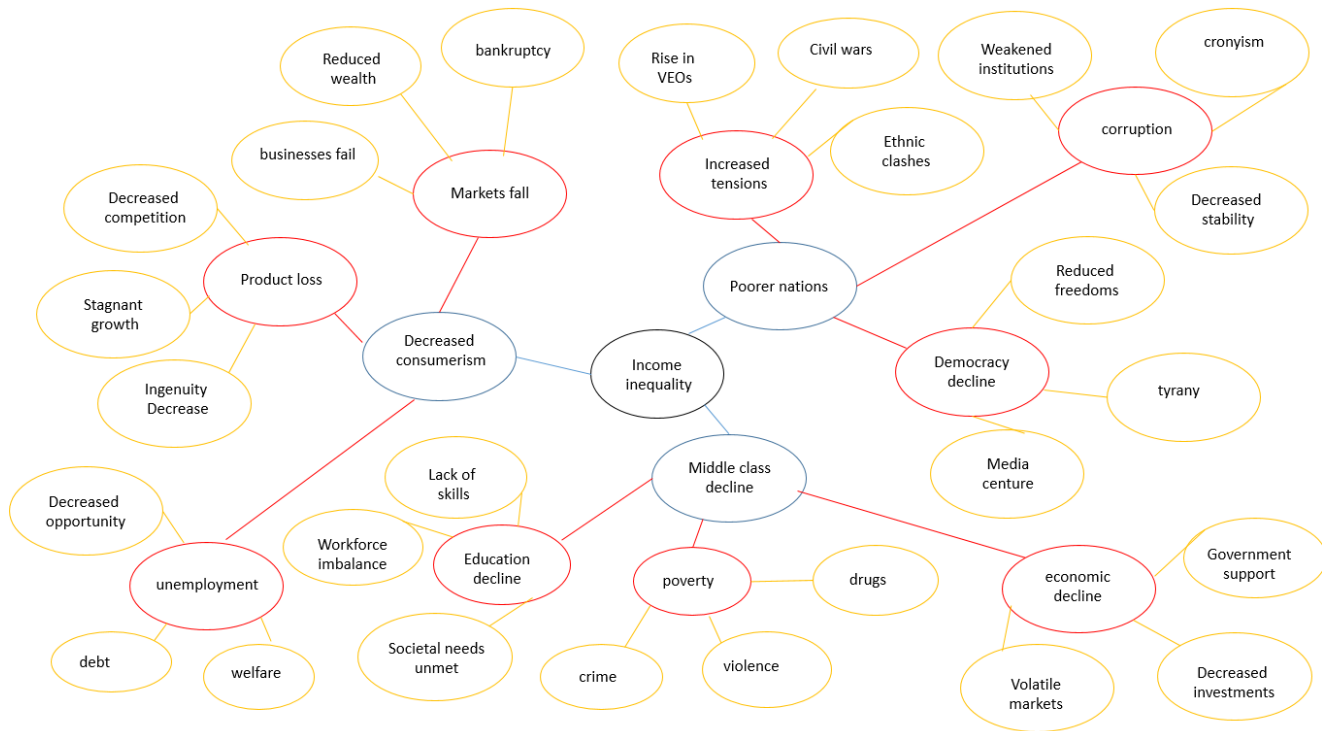 Reduced
wealth
bankruptcy
Rise in
VEOs
Civil wars
Weakened
institutions
cronyism
businesses fail
Markets fall
Increased
tensions
Ethnic
clashes
corruption
Decreased
competition
Decreased
stability
Product loss
Poorer nations
Reduced
freedoms
Stagnant
growth
Decreased
consumerism
Income
inequality
Democracy
decline
tyranny
Ingenuity
Decrease
Media
centure
Middle class
decline
Lack of
skills
Decreased
opportunity
Workforce
imbalance
Education
decline
unemployment
poverty
drugs
economic
decline
Government
support
debt
welfare
Societal needs
unmet
crime
violence
Volatile
markets
Decreased
investments